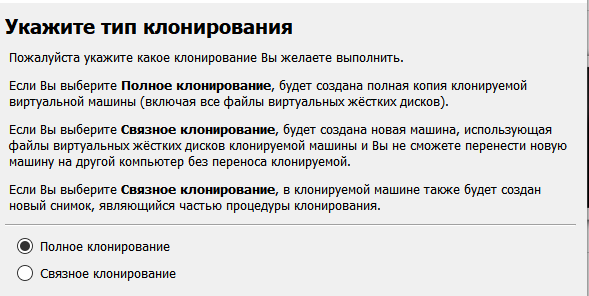 Укажите тип клонирования
Пожалуйста укажите какое клонирование Вы желаете выполнить.
Если Вы выберите Полное клонирование, будет создана полная копия клонируемой
виртуальной машины (включая все файлы виртуальных жёстких дисков).
Если Вы выберите Связное клонирование, будет создана новая машина, использующая
файлы виртуальных жёстких дисков клонируемой машины и Вы не сможете перенести новую
машину на другой компьютер без переноса клонируемой.
Если Вы выберите Связное клонирование, в клонируемой машине также будет создан
новый снимок, являющийся частью процедуры клонирования.
Полное клонирование
Связное клонирование